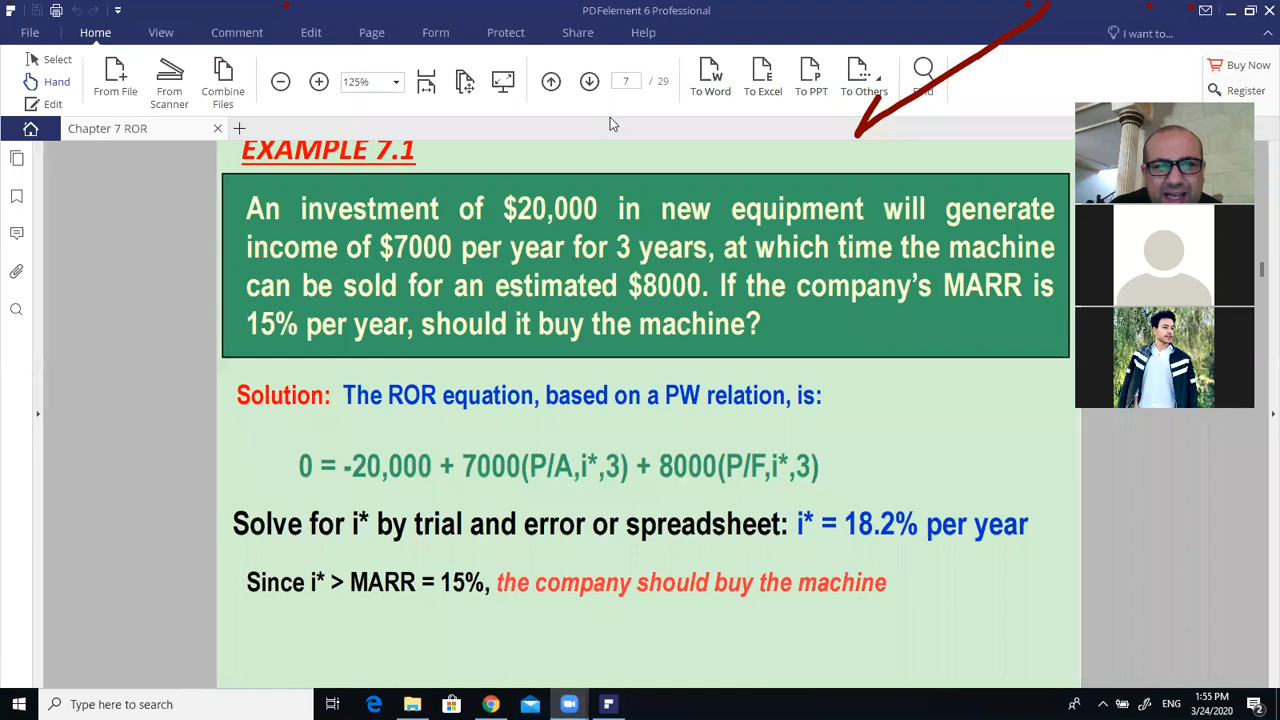 PDFelement 6 Professional
File Home View Comment Edit Page Form Protect Share Help I want to...
Select
Hand
Edit
From File
From Scanner
Combine Files
125%
7 / 29
To Word
To Excel
To PPT
To Others
Buy Now
Register
Chapter 7 ROR
EXAMPLE 7.1
An investment of $20,000 in new equipment will generate
income of $7000 per year for 3 years, at which time the machine
can be sold for an estimated $8000. If the company's MARR is
15% per year, should it buy the machine?
Solution: The ROR equation, based on a PW relation, is:
0 = -20,000 + 7000(P/A,i*,3) + 8000(P/F,i*,3)
Solve for i* by trial and error or spreadsheet: i* = 18.2% per year
Since i* > MARR = 15%, the company should buy the machine
Type here to search
ENG
1:55 PM
3/24/2020
2